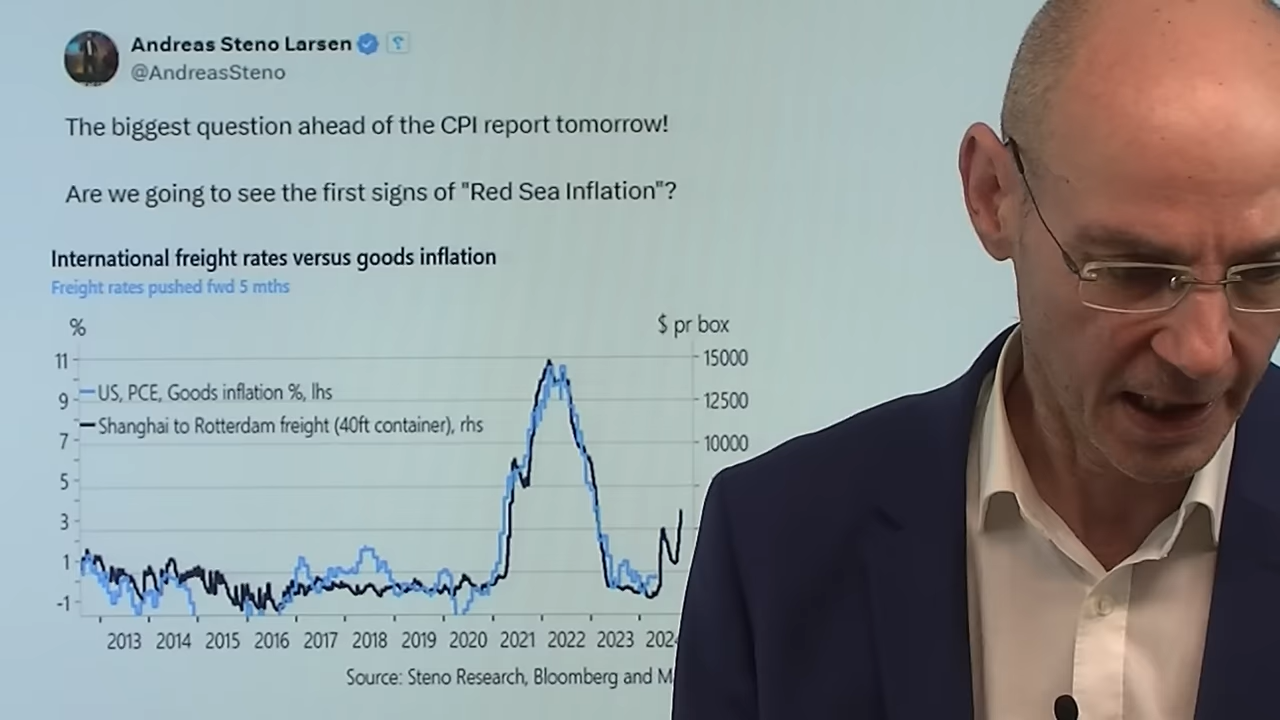 Andreas Steno Larsen
@AndreasSteno
The biggest question ahead of the CPI report tomorrow!
Are we going to see the first signs of "Red Sea Inflation"?
International freight rates versus goods inflation
Freight rates pushed fwd 5 mths
% $ pr box
11 15000
US, PCE, Goods inflation %, lhs
9 12500
Shanghai to Rotterdam freight (40ft container), rhs
7 10000
5
3
1
-1
2013 2014 2015 2016 2017 2018 2019 2020 2021 2022 2023 202
Source: Steno Research, Bloomberg and M